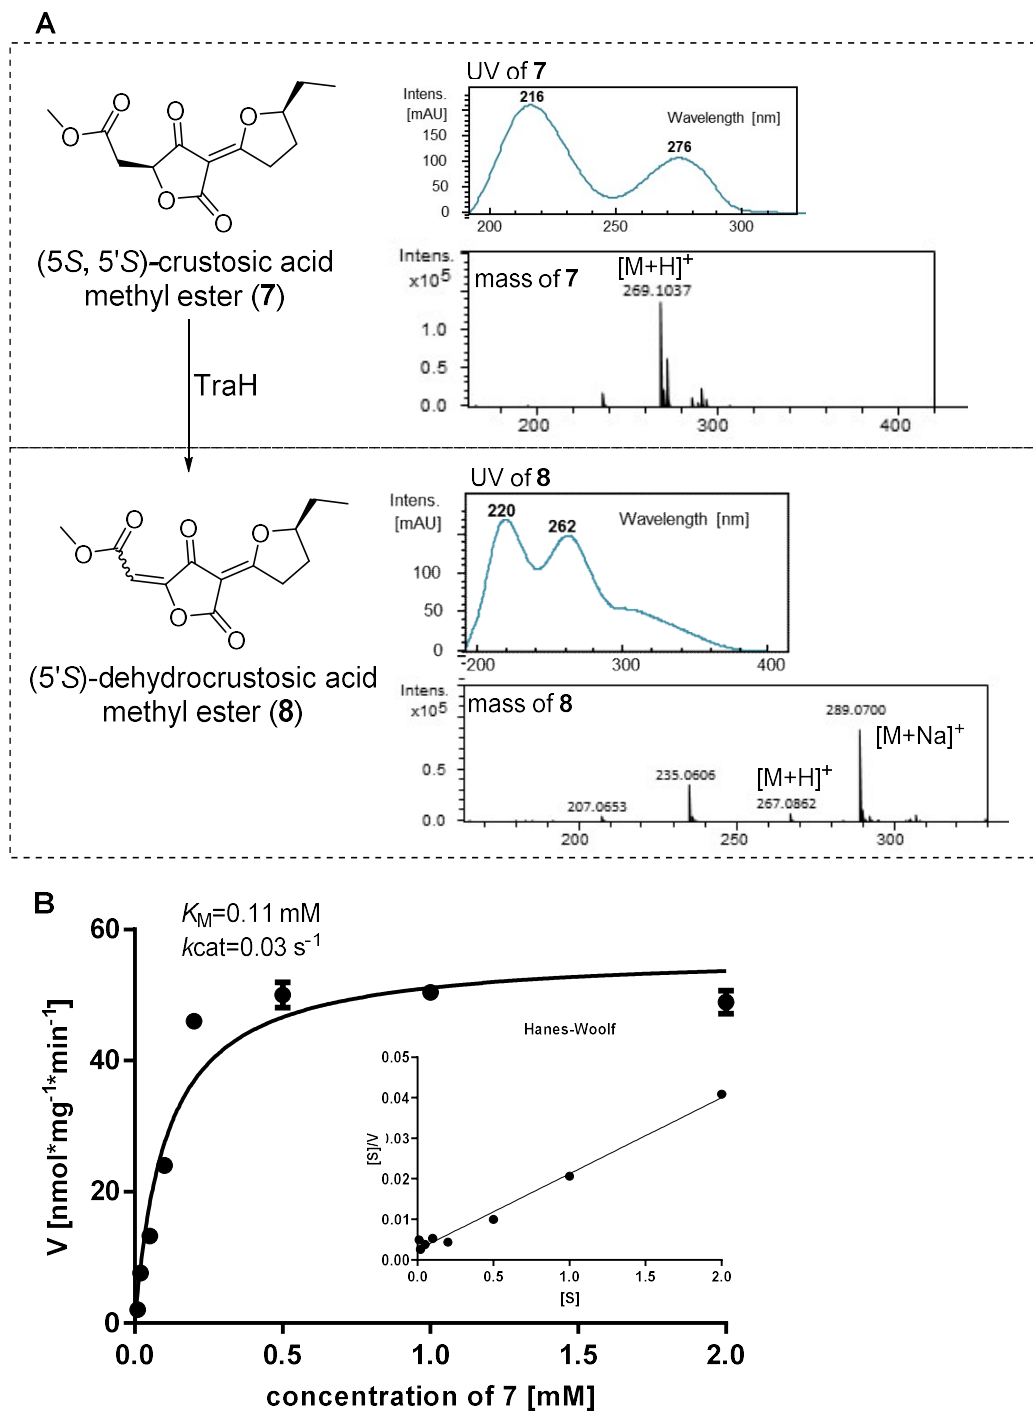 A
UV of 7
Intens.
[mAU]
216
Wavelength [nm]
276
150
100
50
0
200
250
300
O
O
O
O
O
O
(5S, 5'S)-crustosic acid
methyl ester (7)
Intens.
x10⁵
mass of 7
[M+H]⁺
269.1037
1.0
0.5
0.0
200
300
400
TraH
UV of 8
Intens.
[mAU]
220
262
Wavelength [nm]
100
50
0
200
300
400
O
O
O
O
O
O
(5'S)-dehydrocrustosic acid
methyl ester (8)
Intens.
x10⁵
mass of 8
289.0700
[M+Na]⁺
235.0606
[M+H]⁺
207.0653
267.0862
0.5
0.0
200
250
300
B
K_M=0.11 mM
kcat=0.03 s⁻¹
V [nmol*mg⁻¹*min⁻¹]
60
40
20
0
0.0
0.5
1.0
1.5
2.0
concentration of 7 [mM]
Hanes-Woolf
[S]/V
0.05
0.04
0.03
0.02
0.01
0.00
0.0
0.5
1.0
1.5
2.0
[S]